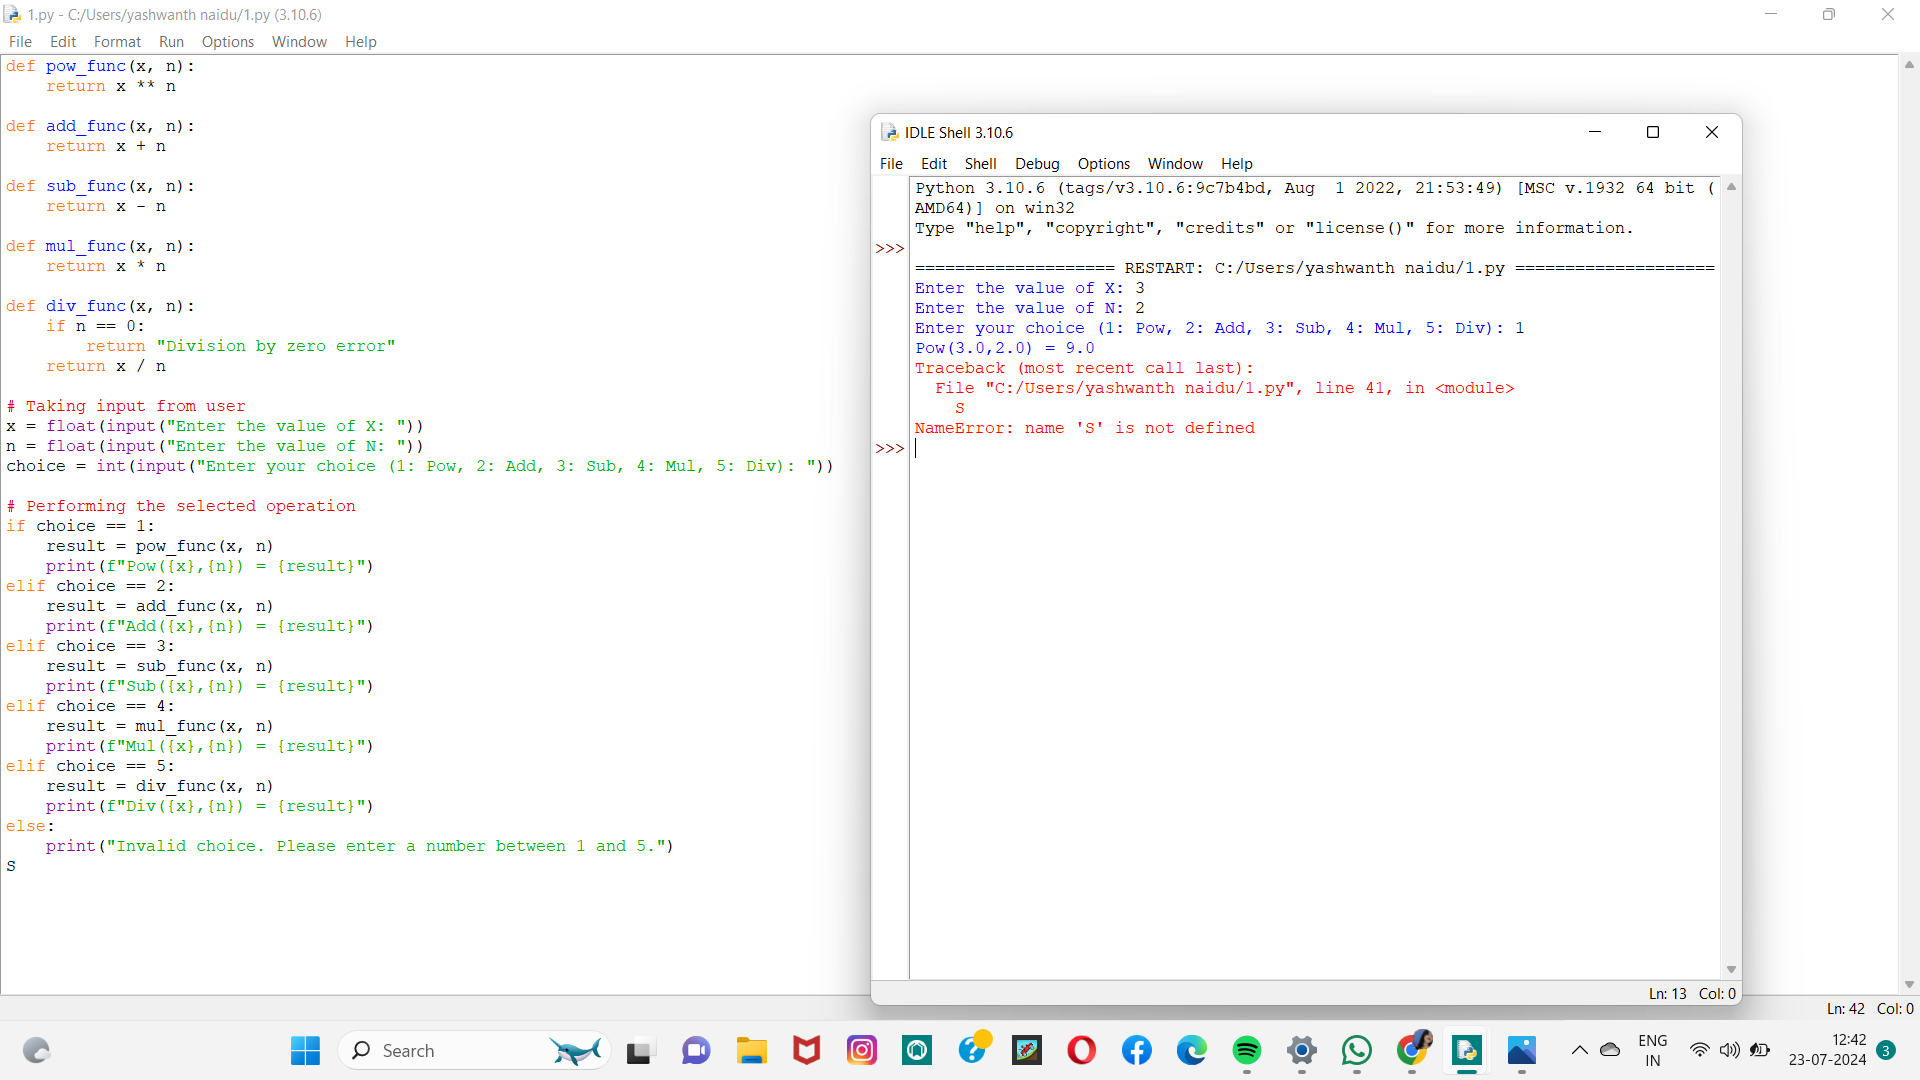 1.py - C:/Users/yashwanth naidu/1.py (3.10.6)
File Edit Format Run Options Window Help
def pow_func(x, n):
    return x ** n

def add_func(x, n):
    return x + n

def sub_func(x, n):
    return x - n

def mul_func(x, n):
    return x * n

def div_func(x, n):
    if n == 0:
        return "Division by zero error"
    return x / n

# Taking input from user
x = float(input("Enter the value of X: "))
n = float(input("Enter the value of N: "))
choice = int(input("Enter your choice (1: Pow, 2: Add, 3: Sub, 4: Mul, 5: Div): "))

# Performing the selected operation
if choice == 1:
    result = pow_func(x, n)
    print(f"Pow({x},{n}) = {result}")
elif choice == 2:
    result = add_func(x, n)
    print(f"Add({x},{n}) = {result}")
elif choice == 3:
    result = sub_func(x, n)
    print(f"Sub({x},{n}) = {result}")
elif choice == 4:
    result = mul_func(x, n)
    print(f"Mul({x},{n}) = {result}")
elif choice == 5:
    result = div_func(x, n)
    print(f"Div({x},{n}) = {result}")
else:
    print("Invalid choice. Please enter a number between 1 and 5.")
S
IDLE Shell 3.10.6
File Edit Shell Debug Options Window Help
Python 3.10.6 (tags/v3.10.6:9c7b4bd, Aug  1 2022, 21:53:49) [MSC v.1932 64 bit (
AMD64)] on win32
Type "help", "copyright", "credits" or "license()" for more information.
>>>
==================== RESTART: C:/Users/yashwanth naidu/1.py ====================
Enter the value of X: 3
Enter the value of N: 2
Enter your choice (1: Pow, 2: Add, 3: Sub, 4: Mul, 5: Div): 1
Pow(3.0,2.0) = 9.0
Traceback (most recent call last):
  File "C:/Users/yashwanth naidu/1.py", line 41, in <module>
    S
NameError: name 'S' is not defined
>>>
Ln: 13 Col: 0
Ln: 42 Col: 0
Search
ENG
IN
12:42
23-07-2024
3